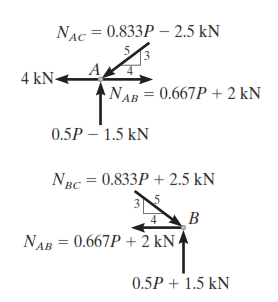 N_AC = 0.833P – 2.5 kN
5
3
4
4 kN
A
N_AB = 0.667P + 2 kN
0.5P – 1.5 kN
N_BC = 0.833P + 2.5 kN
3
5
4
B
N_AB = 0.667P + 2 kN
0.5P + 1.5 kN